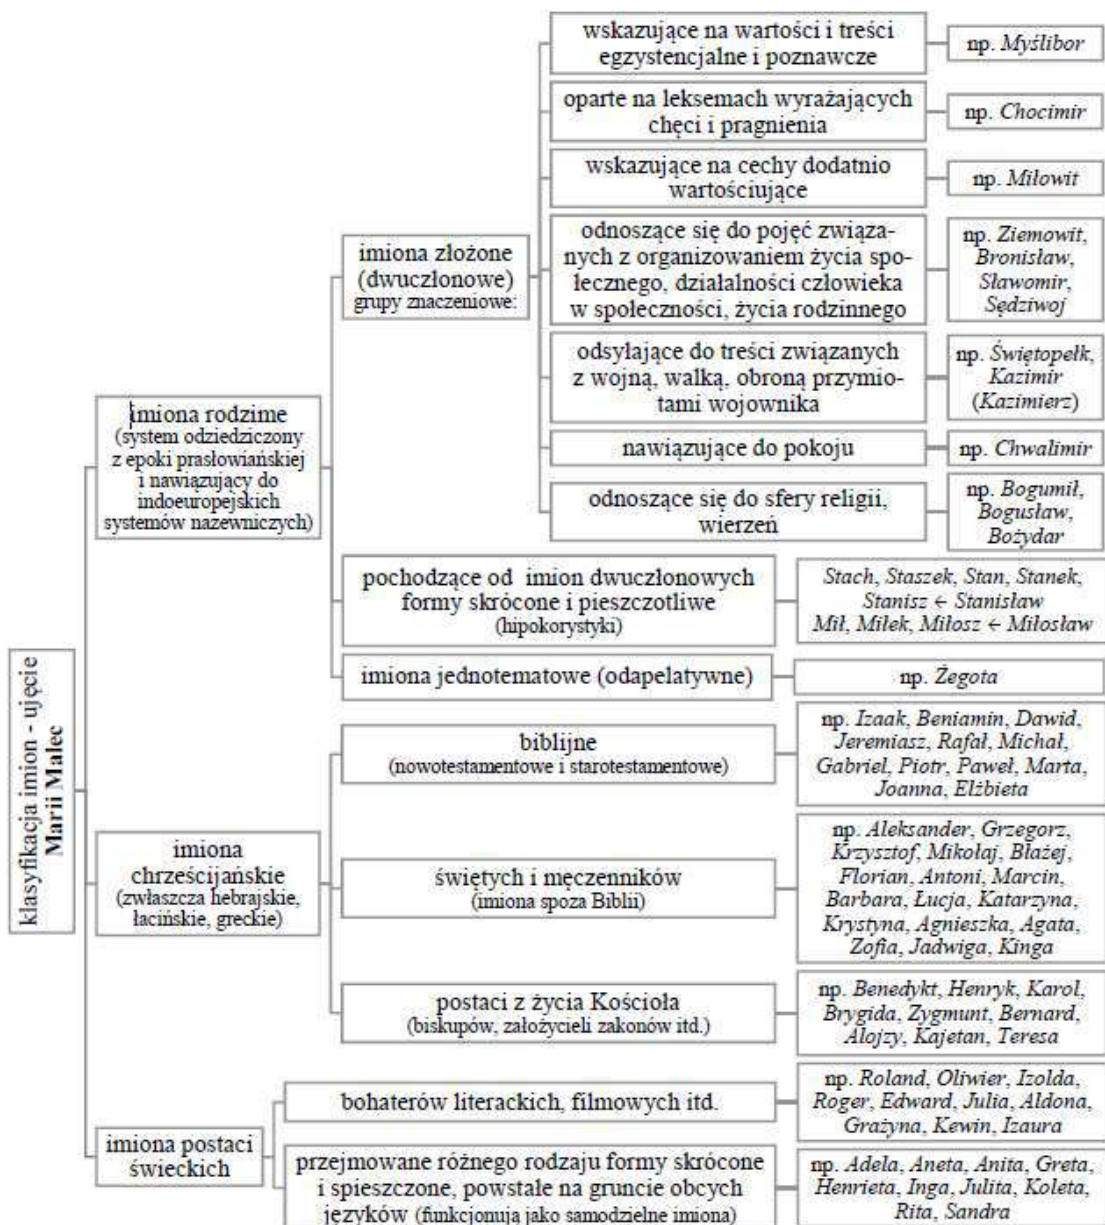 klasyfikacja imion - ujęcie
Marii Malec
imiona rodzime
(system odziedziczony
z epoki prasłowiańskiej
i nawiązujący do
indoeuropejskich
systemów nazewniczych)
imiona złożone
(dwuczłonowe)
grupy znaczeniowe:
wskazujące na wartości i treści
egzystencjalne i poznawcze
np. Myślibor
oparte na leksemach wyrażających
chęci i pragnienia
np. Chocimir
wskazujące na cechy dodatnio
wartościujące
np. Miłowit
odnoszące się do pojęć związa-
nych z organizowaniem życia spo-
łecznego, działalności człowieka
w społeczności, życia rodzinnego
np. Ziemowit,
Bronisław,
Sławomir,
Sędziwoj
odsyłające do treści związanych
z wojną, walką, obroną przymio-
tami wojownika
np. Świętopełk,
Kazimir
(Kazimierz)
nawiązujące do pokoju
np. Chwalimir
odnoszące się do sfery religii,
wierzeń
np. Bogumił,
Bogusław,
Bożydar
pochodzące od imion dwuczłonowych
formy skrócone i pieszczotliwe
(hipokorystyki)
Stach, Staszek, Stan, Stanek,
Stanisz ← Stanisław
Mił, Miłek, Miłosz ← Miłosław
imiona jednotematowe (odapelatywne)
np. Żegota
imiona
chrześcijańskie
(zwłaszcza hebrajskie,
łacińskie, greckie)
biblijne
(nowotestamentowe i starotestamentowe)
np. Izaak, Beniamin, Dawid,
Jeremiasz, Rafał, Michał,
Gabriel, Piotr, Paweł, Marta,
Joanna, Elżbieta
świętych i męczenników
(imiona spoza Biblii)
np. Aleksander, Grzegorz,
Krzysztof, Mikołaj, Błażej,
Florian, Antoni, Marcin,
Barbara, Łucja, Katarzyna,
Krystyna, Agnieszka, Agata,
Zofia, Jadwiga, Kinga
postaci z życia Kościoła
(biskupów, założycieli zakonów itd.)
np. Benedykt, Henryk, Karol,
Brygida, Zygmunt, Bernard,
Alojzy, Kajetan, Teresa
imiona postaci
świeckich
bohaterów literackich, filmowych itd.
np. Roland, Oliwier, Izolda,
Roger, Edward, Julia, Aldona,
Grażyna, Kewin, Izaura
przejmowane różnego rodzaju formy skrócone
i spieszczone, powstałe na gruncie obcych
języków (funkcjonują jako samodzielne imiona)
np. Adela, Aneta, Anita, Greta,
Henrieta, Inga, Julita, Koleta,
Rita, Sandra